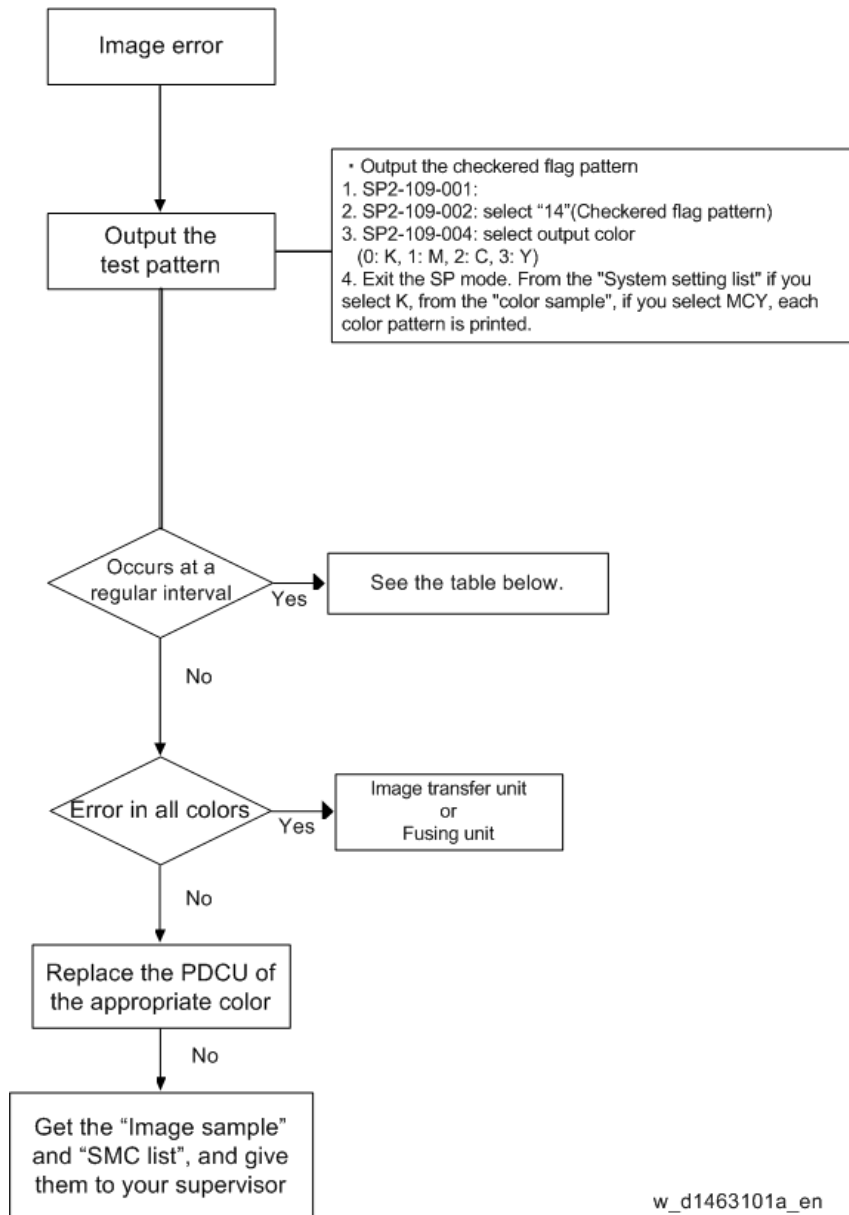 Image error
・Output the checkered flag pattern
1. SP2-109-001:
2. SP2-109-002: select “14”(Checkered flag pattern)
3. SP2-109-004: select output color
(0: K, 1: M, 2: C, 3: Y)
4. Exit the SP mode. From the "System setting list" if you
select K, from the "color sample", if you select MCY, each
color pattern is printed.
Output the
test pattern
Occurs at a
regular interval
Yes
See the table below.
No
Error in all colors
Yes
Image transfer unit
or
Fusing unit
No
Replace the PDCU of
the appropriate color
No
Get the “Image sample”
and “SMC list”, and give
them to your supervisor
w_d1463101a_en